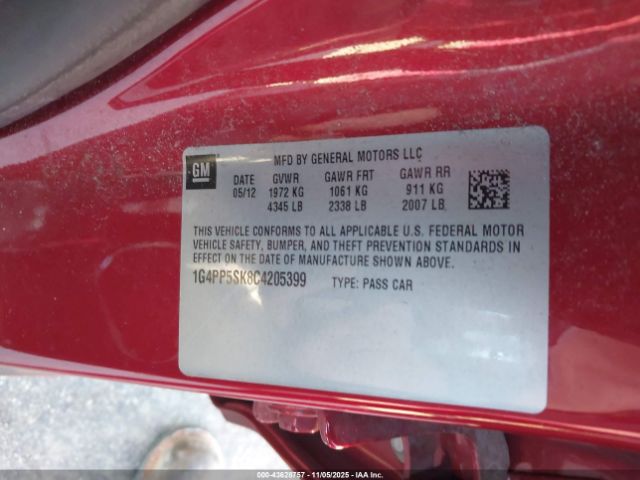 GM
MFD BY GENERAL MOTORS LLC
DATE GVWR GAWR FRT GAWR RR
05/12 1972 KG 1061 KG 911 KG
4345 LB 2338 LB 2007 LB
THIS VEHICLE CONFORMS TO ALL APPLICABLE U.S. FEDERAL MOTOR
VEHICLE SAFETY, BUMPER, AND THEFT PREVENTION STANDARDS IN
EFFECT ON THE DATE OF MANUFACTURE SHOWN ABOVE.
1G4PP5SK8C4205399 TYPE: PASS CAR
000-43628757 - 11/05/2025 - IAA Inc.